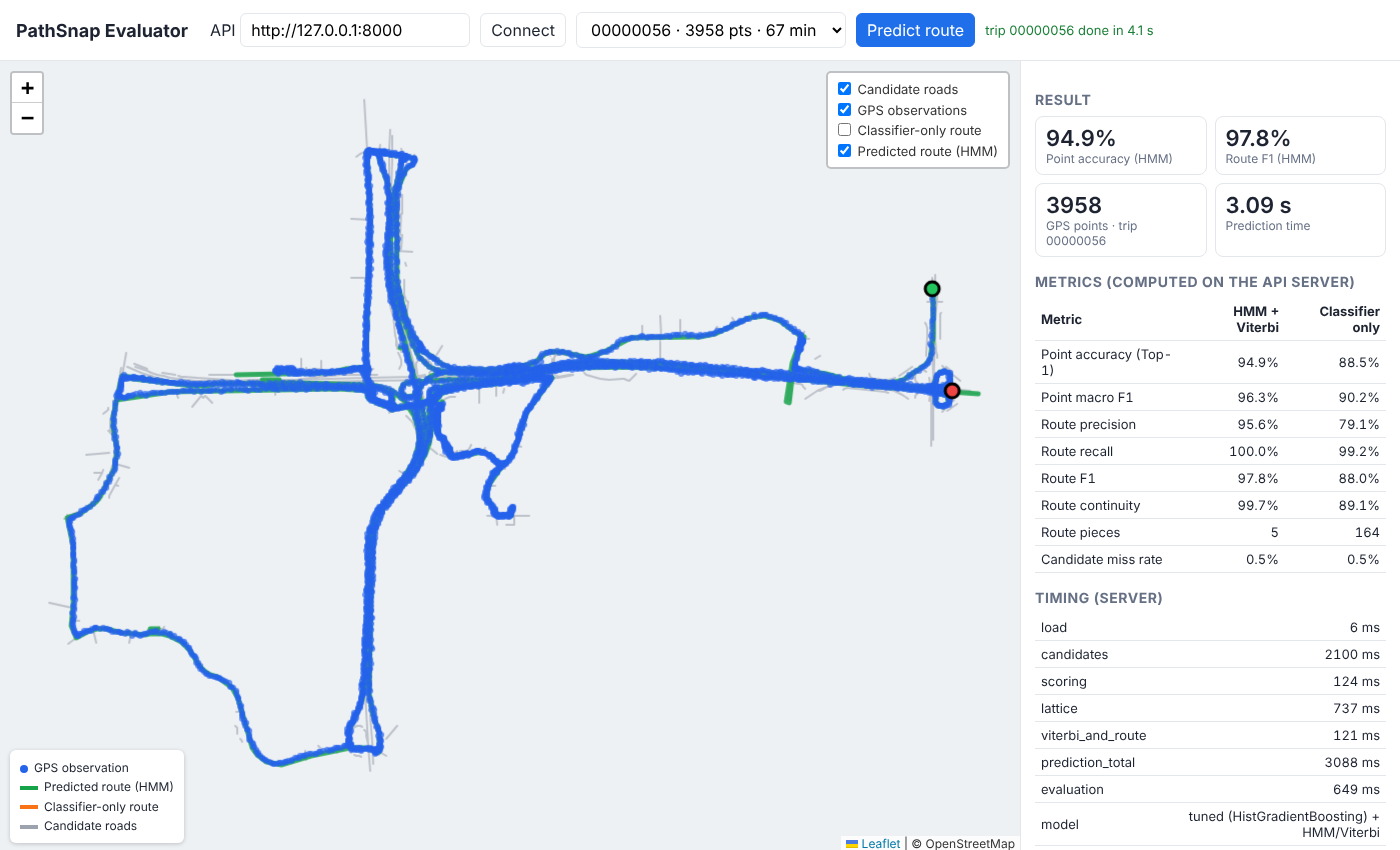 PathSnap Evaluator API http://127.0.0.1:8000 Connect 00000056 · 3958 pts · 67 min Predict route trip 00000056 done in 4.1 s
+
−
Candidate roads
GPS observations
Classifier-only route
Predicted route (HMM)
GPS observation
Predicted route (HMM)
Classifier-only route
Candidate roads
Leaflet | © OpenStreetMap
RESULT
94.9%
Point accuracy (HMM)
97.8%
Route F1 (HMM)
3958
GPS points · trip
00000056
3.09 s
Prediction time
METRICS (COMPUTED ON THE API SERVER)
Metric HMM + Viterbi Classifier only
Point accuracy (Top-1) 94.9% 88.5%
Point macro F1 96.3% 90.2%
Route precision 95.6% 79.1%
Route recall 100.0% 99.2%
Route F1 97.8% 88.0%
Route continuity 99.7% 89.1%
Route pieces 5 164
Candidate miss rate 0.5% 0.5%
TIMING (SERVER)
load 6 ms
candidates 2100 ms
scoring 124 ms
lattice 737 ms
viterbi_and_route 121 ms
prediction_total 3088 ms
evaluation 649 ms
model tuned (HistGradientBoosting) + HMM/Viterbi